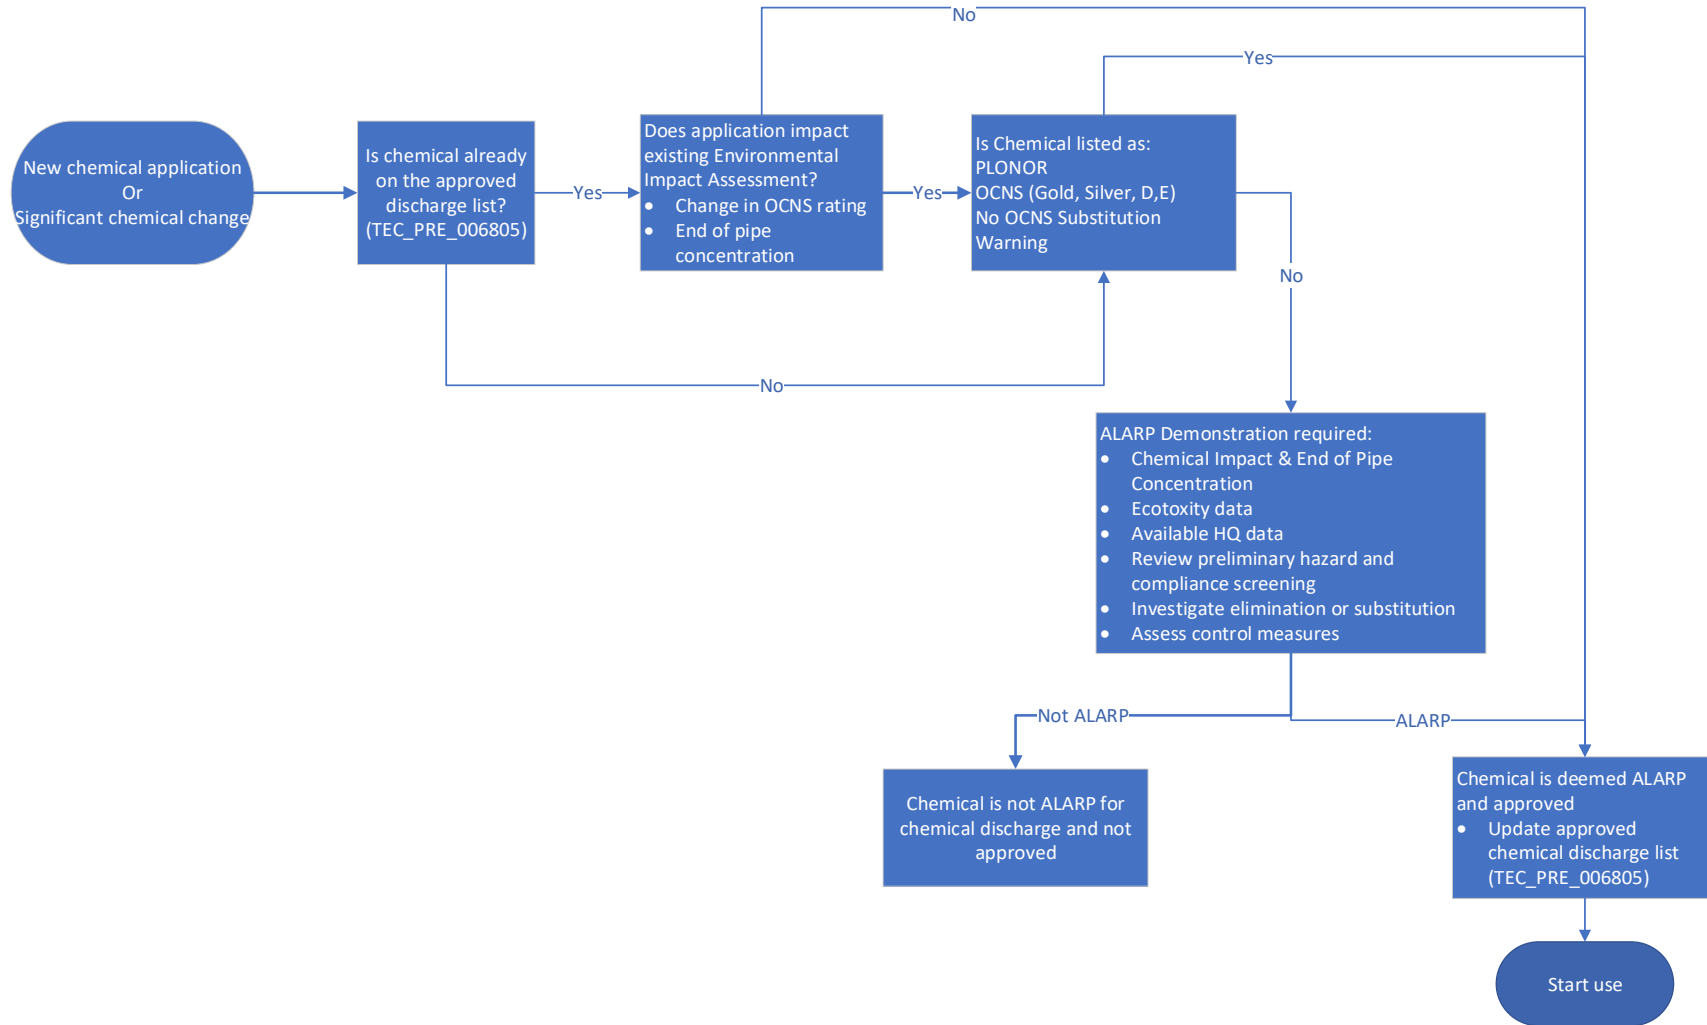 No
Yes
New chemical application
Or
Significant chemical change
Is chemical already
on the approved
discharge list?
(TEC_PRE_006805)
Yes
Does application impact
existing Environmental
Impact Assessment?
• Change in OCNS rating
• End of pipe
concentration
Yes
Is Chemical listed as:
PLONOR
OCNS (Gold, Silver, D,E)
No OCNS Substitution
Warning
No
No
ALARP Demonstration required:
• Chemical Impact & End of Pipe
Concentration
• Ecotoxity data
• Available HQ data
• Review preliminary hazard and
compliance screening
• Investigate elimination or substitution
• Assess control measures
Not ALARP
ALARP
Chemical is not ALARP for
chemical discharge and not
approved
Chemical is deemed ALARP
and approved
• Update approved
chemical discharge list
(TEC_PRE_006805)
Start use